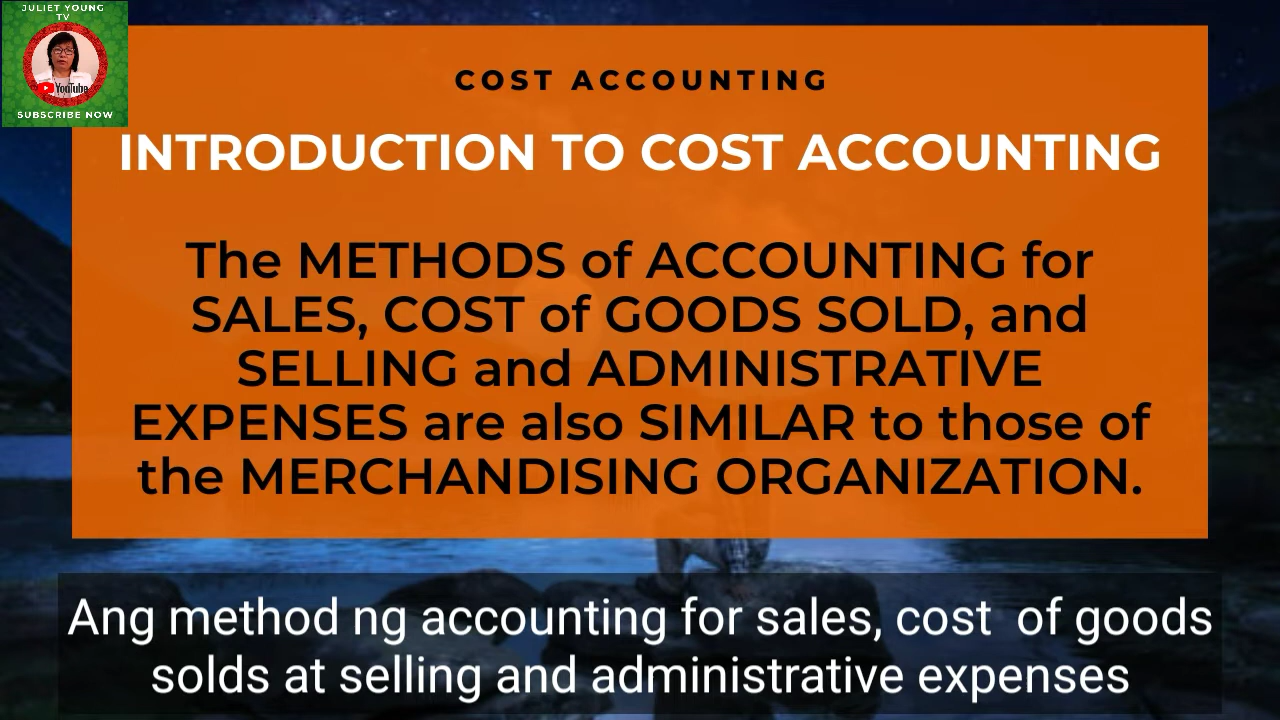 JULIET YOUNG
TV
YouTube
SUBSCRIBE NOW
COST ACCOUNTING
INTRODUCTION TO COST ACCOUNTING
The METHODS of ACCOUNTING for
SALES, COST of GOODS SOLD, and
SELLING and ADMINISTRATIVE
EXPENSES are also SIMILAR to those of
the MERCHANDISING ORGANIZATION.
Ang method ng accounting for sales, cost  of goods
solds at selling and administrative expenses